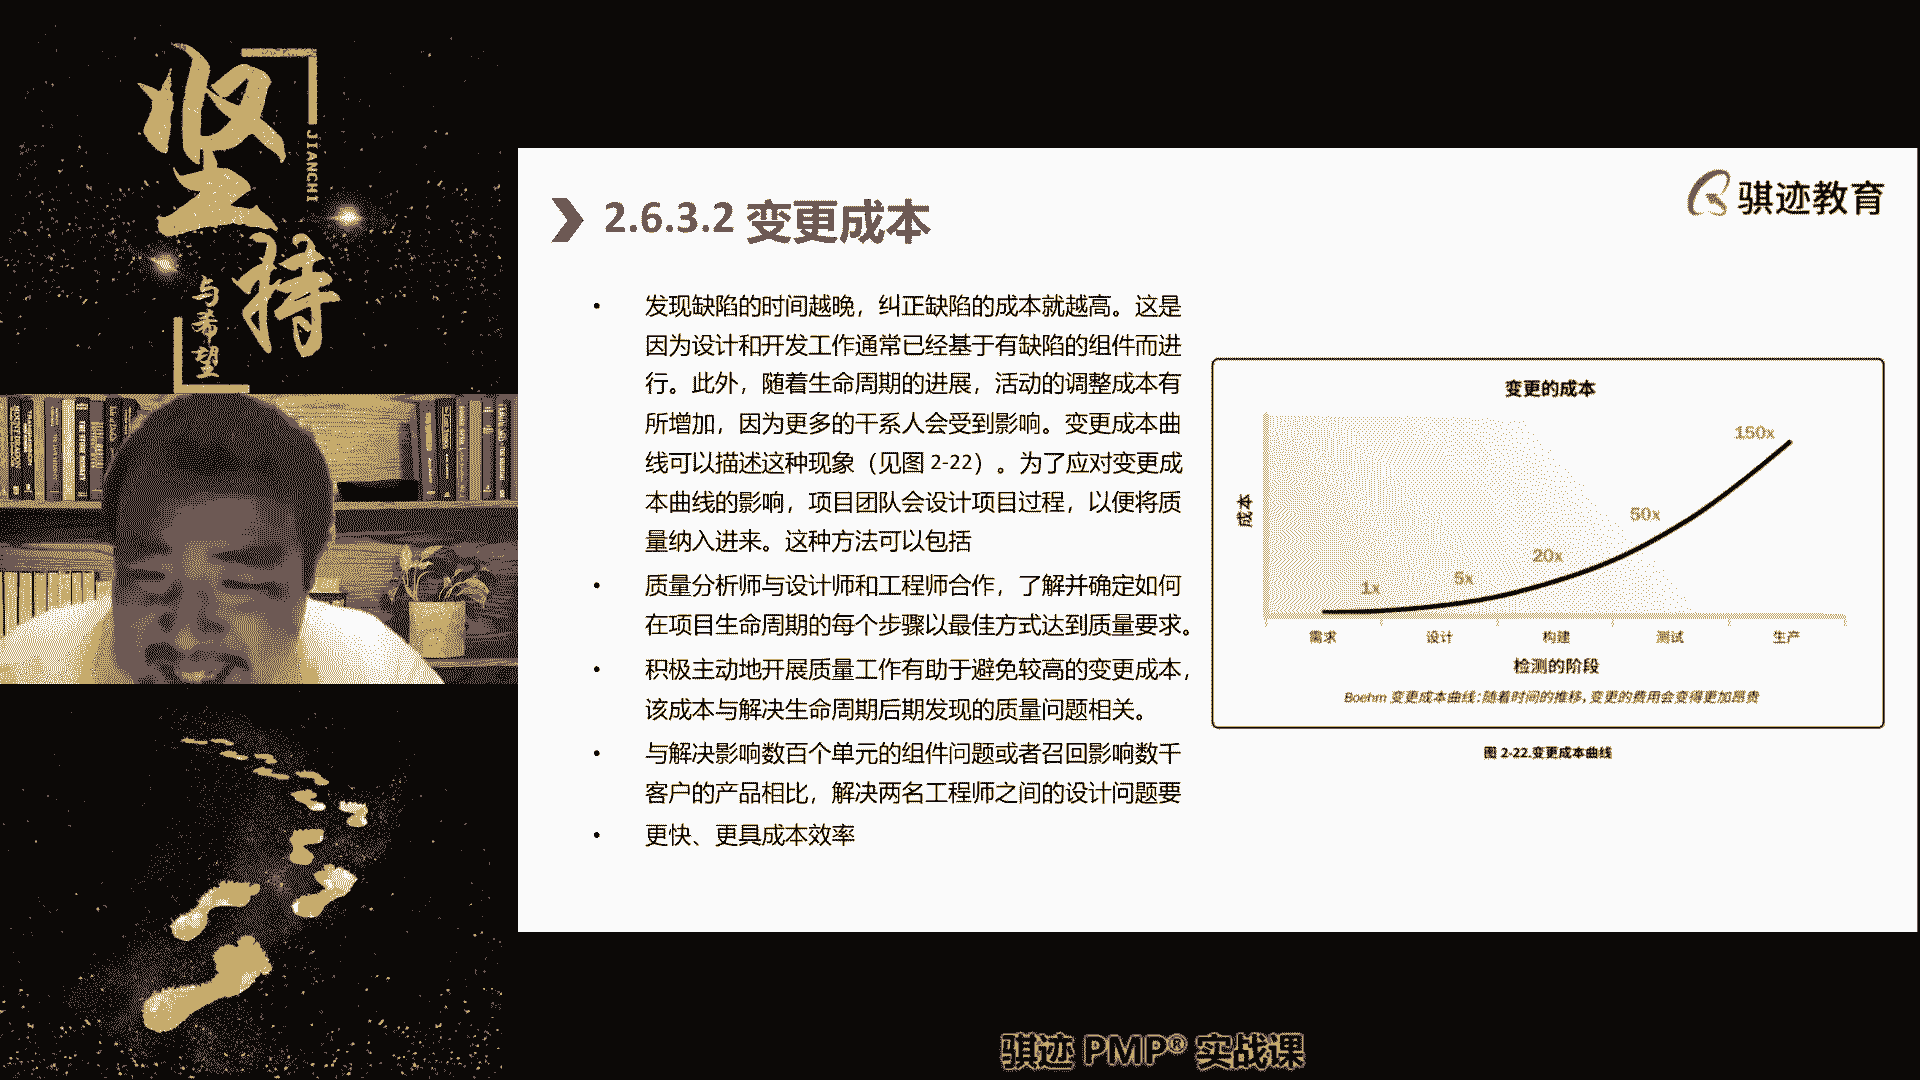 坚持
JIANCHI
与希望
骐迹教育
2.6.3.2 变更成本
• 发现缺陷的时间越晚，纠正缺陷的成本就越高。这是
因为设计和开发工作通常已经基于有缺陷的组件而进
行。此外，随着生命周期的进展，活动的调整成本有
所增加，因为更多的干系人会受到影响。变更成本曲
线可以描述这种现象（见图 2-22）。为了应对变更成
本曲线的影响，项目团队会设计项目过程，以便将质
量纳入进来。这种方法可以包括
• 质量分析师与设计师和工程师合作，了解并确定如何
在项目生命周期的每个步骤以最佳方式达到质量要求。
• 积极主动地开展质量工作有助于避免较高的变更成本，
该成本与解决生命周期后期发现的质量问题相关。
• 与解决影响数百个单元的组件问题或者召回影响数千
客户的产品相比，解决两名工程师之间的设计问题要
• 更快、更具成本效率
变更的成本
150x
50x
20x
5x
1x
成本
需求 设计 构建 测试 生产
检测的阶段
Boehm 变更成本曲线：随着时间的推移，变更的费用会变得更加昂贵
图 2-22.变更成本曲线
骐迹 PMP® 实战课